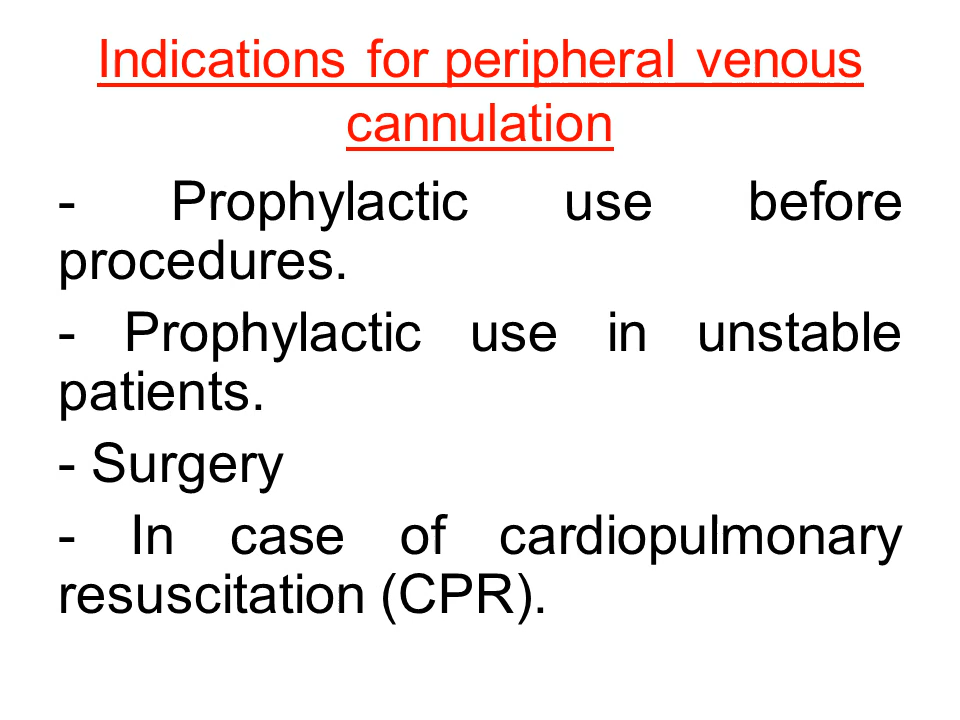 Indications for peripheral venous
cannulation
- Prophylactic use before
procedures.
- Prophylactic use in unstable
patients.
- Surgery
- In case of cardiopulmonary
resuscitation (CPR).